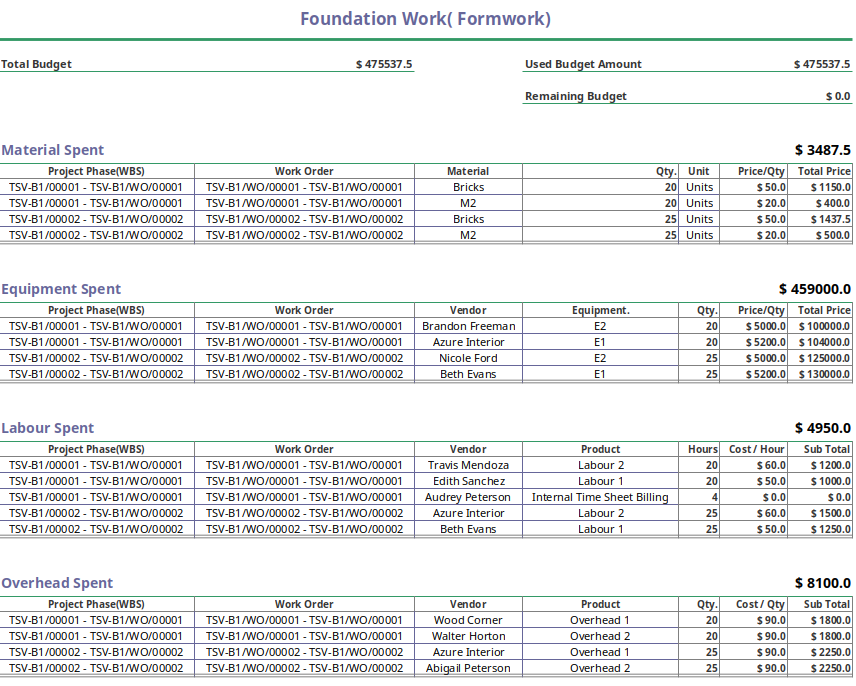 Foundation Work( Formwork)
Total Budget $ 475537.5 Used Budget Amount $ 475537.5
Remaining Budget $ 0.0
Material Spent $ 3487.5
Project Phase(WBS) Work Order Material Qty. Unit Price/Qty Total Price
TSV-B1/00001 - TSV-B1/WO/00001 TSV-B1/WO/00001 - TSV-B1/WO/00001 Bricks 20 Units $ 50.0 $ 1150.0
TSV-B1/00001 - TSV-B1/WO/00001 TSV-B1/WO/00001 - TSV-B1/WO/00001 M2 20 Units $ 20.0 $ 400.0
TSV-B1/00002 - TSV-B1/WO/00002 TSV-B1/WO/00002 - TSV-B1/WO/00002 Bricks 25 Units $ 50.0 $ 1437.5
TSV-B1/00002 - TSV-B1/WO/00002 TSV-B1/WO/00002 - TSV-B1/WO/00002 M2 25 Units $ 20.0 $ 500.0
Equipment Spent $ 459000.0
Project Phase(WBS) Work Order Vendor Equipment. Qty. Price/Qty Total Price
TSV-B1/00001 - TSV-B1/WO/00001 TSV-B1/WO/00001 - TSV-B1/WO/00001 Brandon Freeman E2 20 $ 5000.0 $ 100000.0
TSV-B1/00001 - TSV-B1/WO/00001 TSV-B1/WO/00001 - TSV-B1/WO/00001 Azure Interior E1 20 $ 5200.0 $ 104000.0
TSV-B1/00002 - TSV-B1/WO/00002 TSV-B1/WO/00002 - TSV-B1/WO/00002 Nicole Ford E2 25 $ 5000.0 $ 125000.0
TSV-B1/00002 - TSV-B1/WO/00002 TSV-B1/WO/00002 - TSV-B1/WO/00002 Beth Evans E1 25 $ 5200.0 $ 130000.0
Labour Spent $ 4950.0
Project Phase(WBS) Work Order Vendor Product Hours Cost / Hour Sub Total
TSV-B1/00001 - TSV-B1/WO/00001 TSV-B1/WO/00001 - TSV-B1/WO/00001 Travis Mendoza Labour 2 20 $ 60.0 $ 1200.0
TSV-B1/00001 - TSV-B1/WO/00001 TSV-B1/WO/00001 - TSV-B1/WO/00001 Edith Sanchez Labour 1 20 $ 50.0 $ 1000.0
TSV-B1/00001 - TSV-B1/WO/00001 TSV-B1/WO/00001 - TSV-B1/WO/00001 Audrey Peterson Internal Time Sheet Billing 4 $ 0.0 $ 0.0
TSV-B1/00002 - TSV-B1/WO/00002 TSV-B1/WO/00002 - TSV-B1/WO/00002 Azure Interior Labour 2 25 $ 60.0 $ 1500.0
TSV-B1/00002 - TSV-B1/WO/00002 TSV-B1/WO/00002 - TSV-B1/WO/00002 Beth Evans Labour 1 25 $ 50.0 $ 1250.0
Overhead Spent $ 8100.0
Project Phase(WBS) Work Order Vendor Product Qty. Cost / Qty Sub Total
TSV-B1/00001 - TSV-B1/WO/00001 TSV-B1/WO/00001 - TSV-B1/WO/00001 Wood Corner Overhead 1 20 $ 90.0 $ 1800.0
TSV-B1/00001 - TSV-B1/WO/00001 TSV-B1/WO/00001 - TSV-B1/WO/00001 Walter Horton Overhead 2 20 $ 90.0 $ 1800.0
TSV-B1/00002 - TSV-B1/WO/00002 TSV-B1/WO/00002 - TSV-B1/WO/00002 Azure Interior Overhead 1 25 $ 90.0 $ 2250.0
TSV-B1/00002 - TSV-B1/WO/00002 TSV-B1/WO/00002 - TSV-B1/WO/00002 Abigail Peterson Overhead 2 25 $ 90.0 $ 2250.0